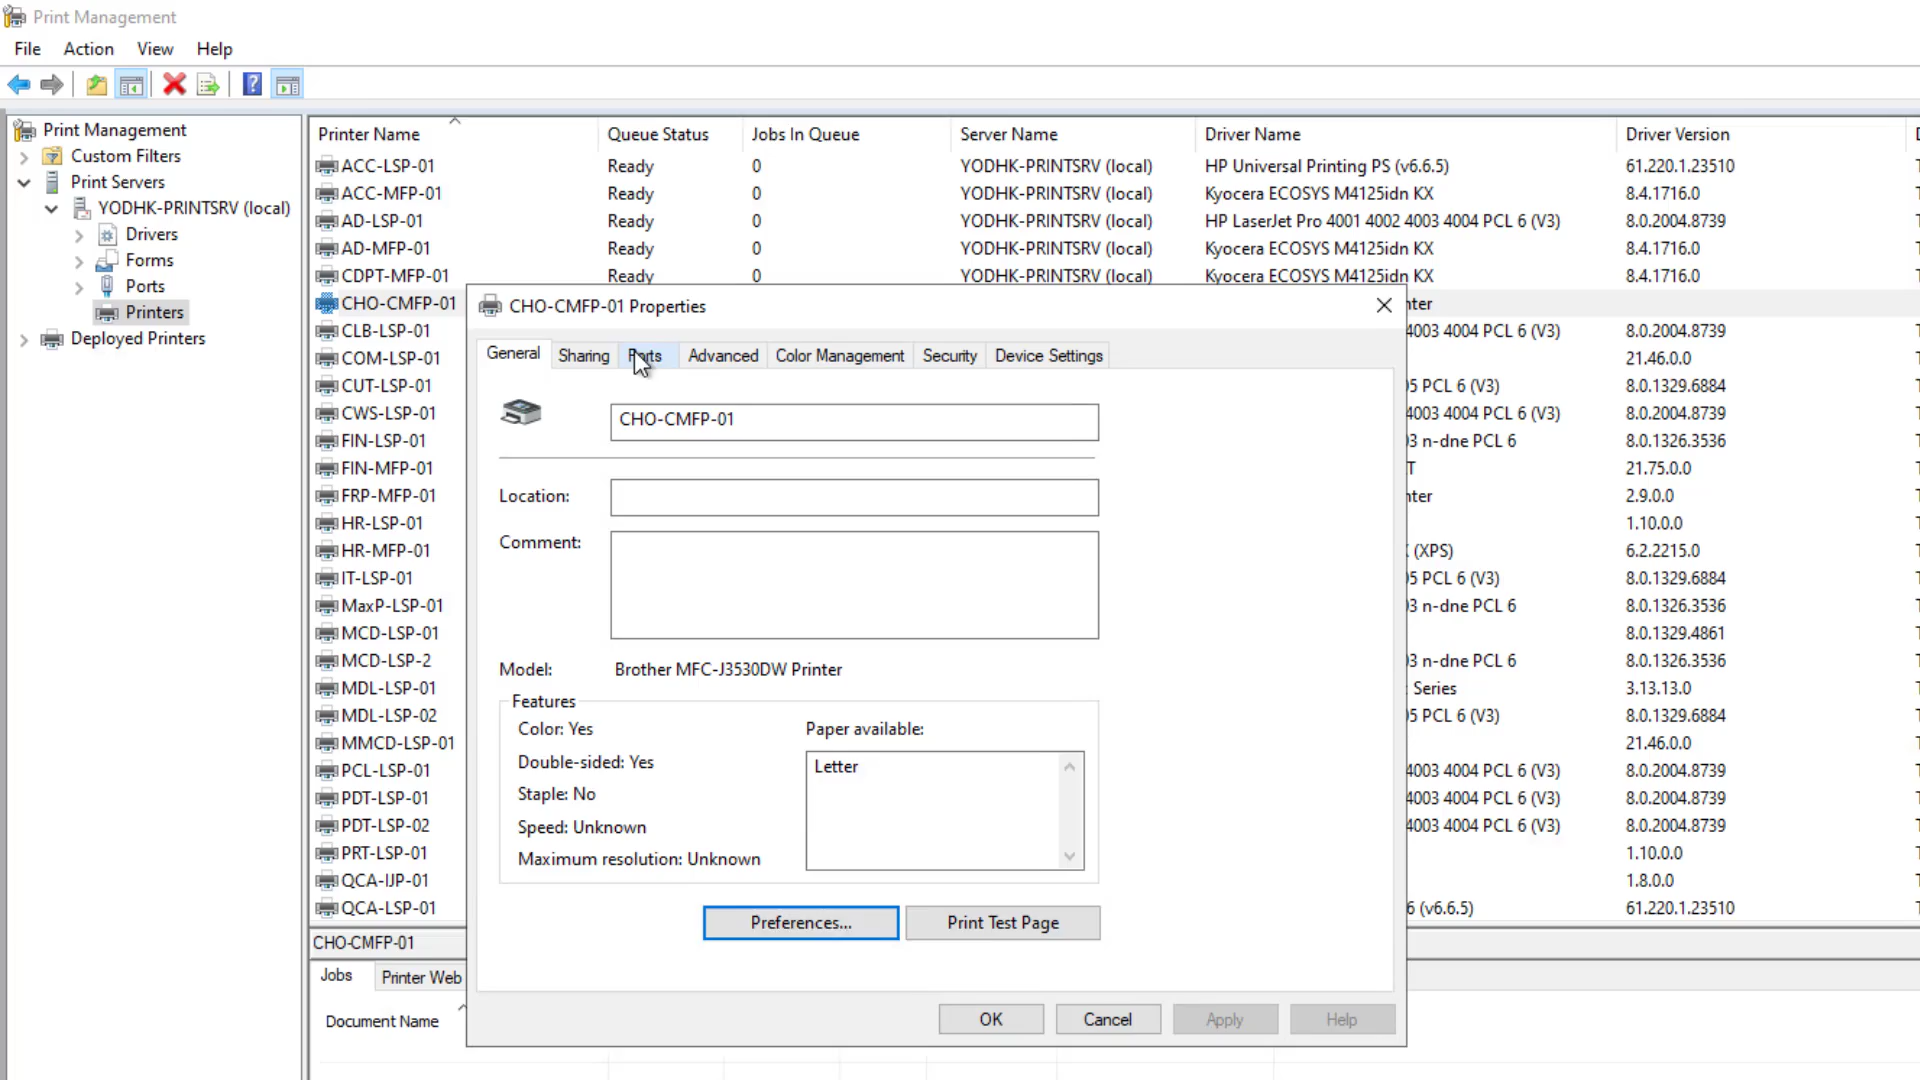 Print Management
File Action View Help
Print Management
Custom Filters
Print Servers
YODHK-PRINTSRV (local)
Drivers
Forms
Ports
Printers
Deployed Printers
Printer Name Queue Status Jobs In Queue Server Name Driver Name Driver Version
ACC-LSP-01 Ready 0 YODHK-PRINTSRV (local) HP Universal Printing PS (v6.6.5) 61.220.1.23510
ACC-MFP-01 Ready 0 YODHK-PRINTSRV (local) Kyocera ECOSYS M4125idn KX 8.4.1716.0
AD-LSP-01 Ready 0 YODHK-PRINTSRV (local) HP LaserJet Pro 4001 4002 4003 4004 PCL 6 (V3) 8.0.2004.8739
AD-MFP-01 Ready 0 YODHK-PRINTSRV (local) Kyocera ECOSYS M4125idn KX 8.4.1716.0
CDPT-MFP-01 Ready 0 YODHK-PRINTSRV (local) Kyocera ECOSYS M4125idn KX 8.4.1716.0
CHO-CMFP-01 nter
CLB-LSP-01 4003 4004 PCL 6 (V3) 8.0.2004.8739
COM-LSP-01 21.46.0.0
CUT-LSP-01 5 PCL 6 (V3) 8.0.1329.6884
CWS-LSP-01 4003 4004 PCL 6 (V3) 8.0.2004.8739
FIN-LSP-01 3 n-dne PCL 6 8.0.1326.3536
FIN-MFP-01 T 21.75.0.0
FRP-MFP-01 nter 2.9.0.0
HR-LSP-01 1.10.0.0
HR-MFP-01 (XPS) 6.2.2215.0
IT-LSP-01 5 PCL 6 (V3) 8.0.1329.6884
MaxP-LSP-01 3 n-dne PCL 6 8.0.1326.3536
MCD-LSP-01 8.0.1329.4861
MCD-LSP-2 3 n-dne PCL 6 8.0.1326.3536
MDL-LSP-01 Series 3.13.13.0
MDL-LSP-02 5 PCL 6 (V3) 8.0.1329.6884
MMCD-LSP-01 21.46.0.0
PCL-LSP-01 4003 4004 PCL 6 (V3) 8.0.2004.8739
PDT-LSP-01 4003 4004 PCL 6 (V3) 8.0.2004.8739
PDT-LSP-02 4003 4004 PCL 6 (V3) 8.0.2004.8739
PRT-LSP-01 1.10.0.0
QCA-IJP-01 1.8.0.0
QCA-LSP-01 6 (v6.6.5) 61.220.1.23510
CHO-CMFP-01
Jobs Printer Web
Document Name
CHO-CMFP-01 Properties
General Sharing Ports Advanced Color Management Security Device Settings
CHO-CMFP-01
Location:
Comment:
Model: Brother MFC-J3530DW Printer
Features
Color: Yes Paper available:
Double-sided: Yes Letter
Staple: No
Speed: Unknown
Maximum resolution: Unknown
Preferences... Print Test Page
OK Cancel Apply Help